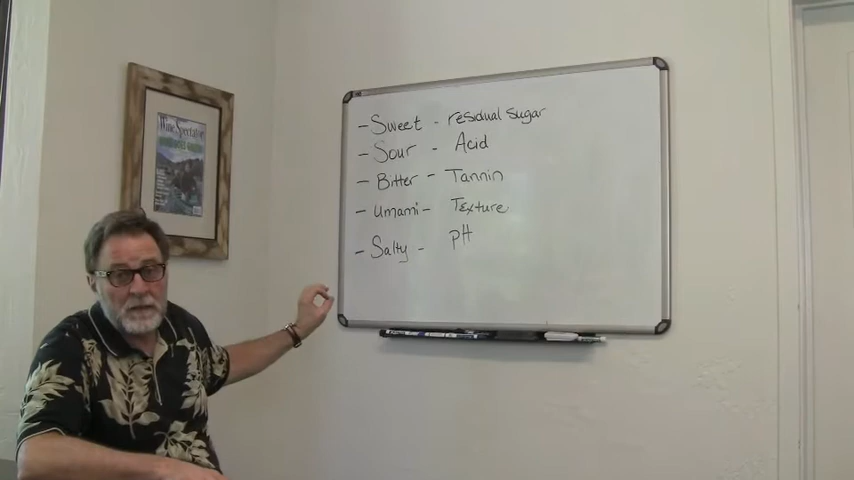 Wine Spectator
- Sweet - residual sugar
- Sour - Acid
- Bitter - Tannin
- Umami - Texture
- Salty - pH